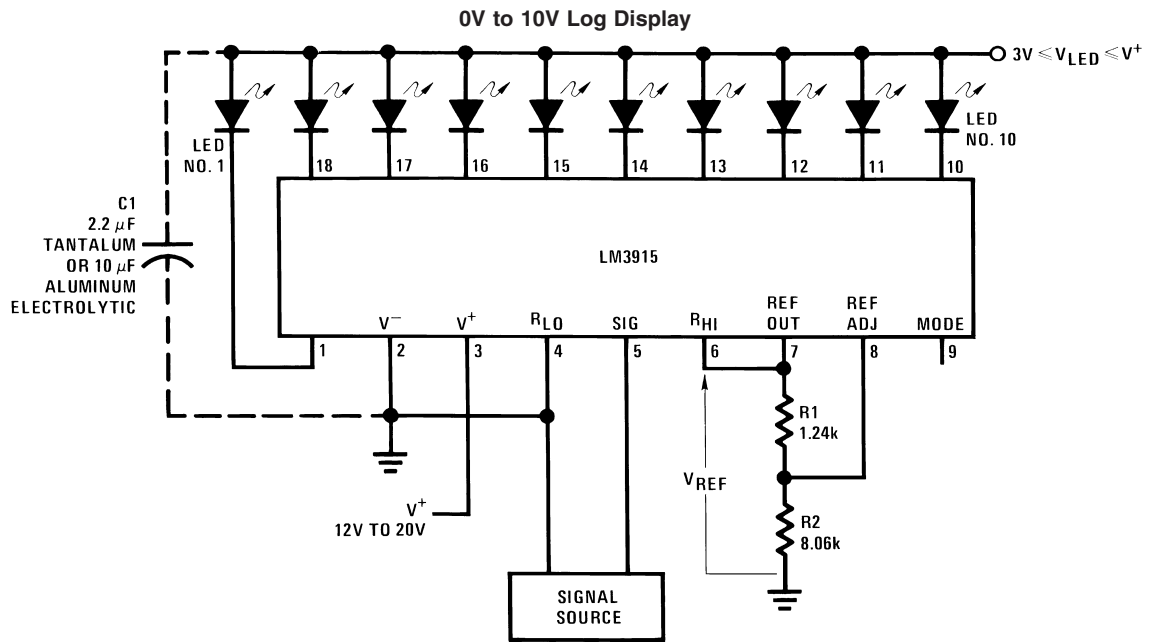 0V to 10V Log Display
3V ≤ VLED ≤ V+
LED
NO. 1
LED
NO. 10
18
17
16
15
14
13
12
11
10
C1
2.2 μF
TANTALUM
OR 10 μF
ALUMINUM
ELECTROLYTIC
LM3915
V−
V+
RLO
SIG
RHI
REF
OUT
REF
ADJ
MODE
1
2
3
4
5
6
7
8
9
R1
1.24k
VREF
R2
8.06k
V+
12V TO 20V
SIGNAL
SOURCE